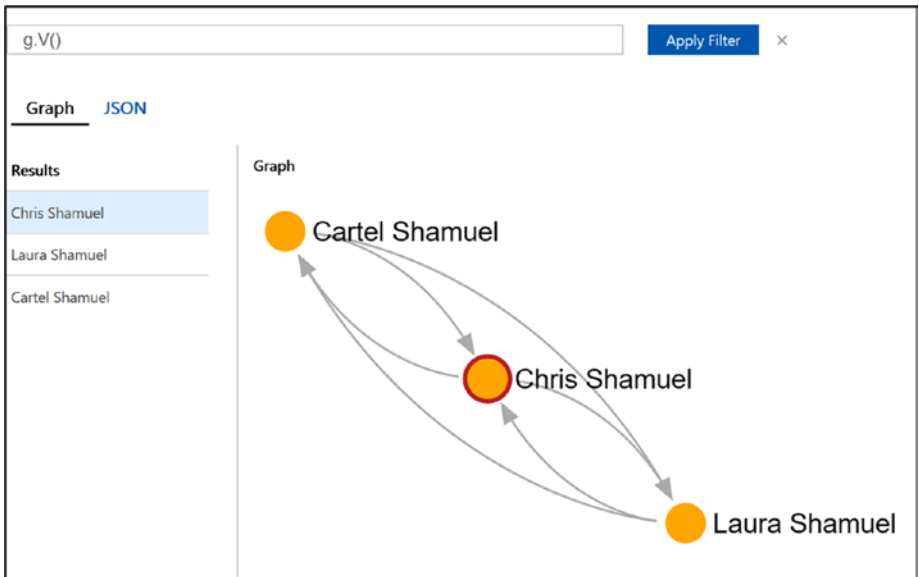 g.V()
Apply Filter ×
Graph JSON
Results
Chris Shamuel
Laura Shamuel
Cartel Shamuel
Graph
Cartel Shamuel
Chris Shamuel
Laura Shamuel